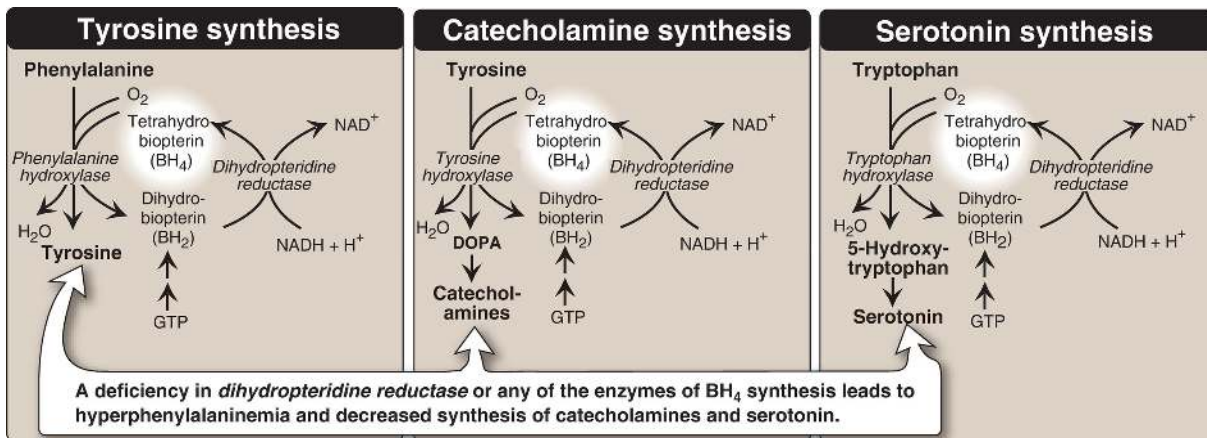 Tyrosine synthesis
Phenylalanine
O2
Tetrahydro
biopterin
(BH4)
NAD+
Phenylalanine
hydroxylase
Dihydropteridine
reductase
Dihydro-
biopterin
(BH2)
H2O
Tyrosine
NADH + H+
GTP
Catecholamine synthesis
Tyrosine
O2
Tetrahydro
biopterin
(BH4)
NAD+
Tyrosine
hydroxylase
Dihydropteridine
reductase
Dihydro-
biopterin
(BH2)
H2O
DOPA
NADH + H+
Catechol-
amines
GTP
Serotonin synthesis
Tryptophan
O2
Tetrahydro
biopterin
(BH4)
NAD+
Tryptophan
hydroxylase
Dihydropteridine
reductase
Dihydro-
biopterin
(BH2)
H2O
5-Hydroxy-
tryptophan
NADH + H+
Serotonin
GTP
A deficiency in dihydropteridine reductase or any of the enzymes of BH4 synthesis leads to
hyperphenylalaninemia and decreased synthesis of catecholamines and serotonin.